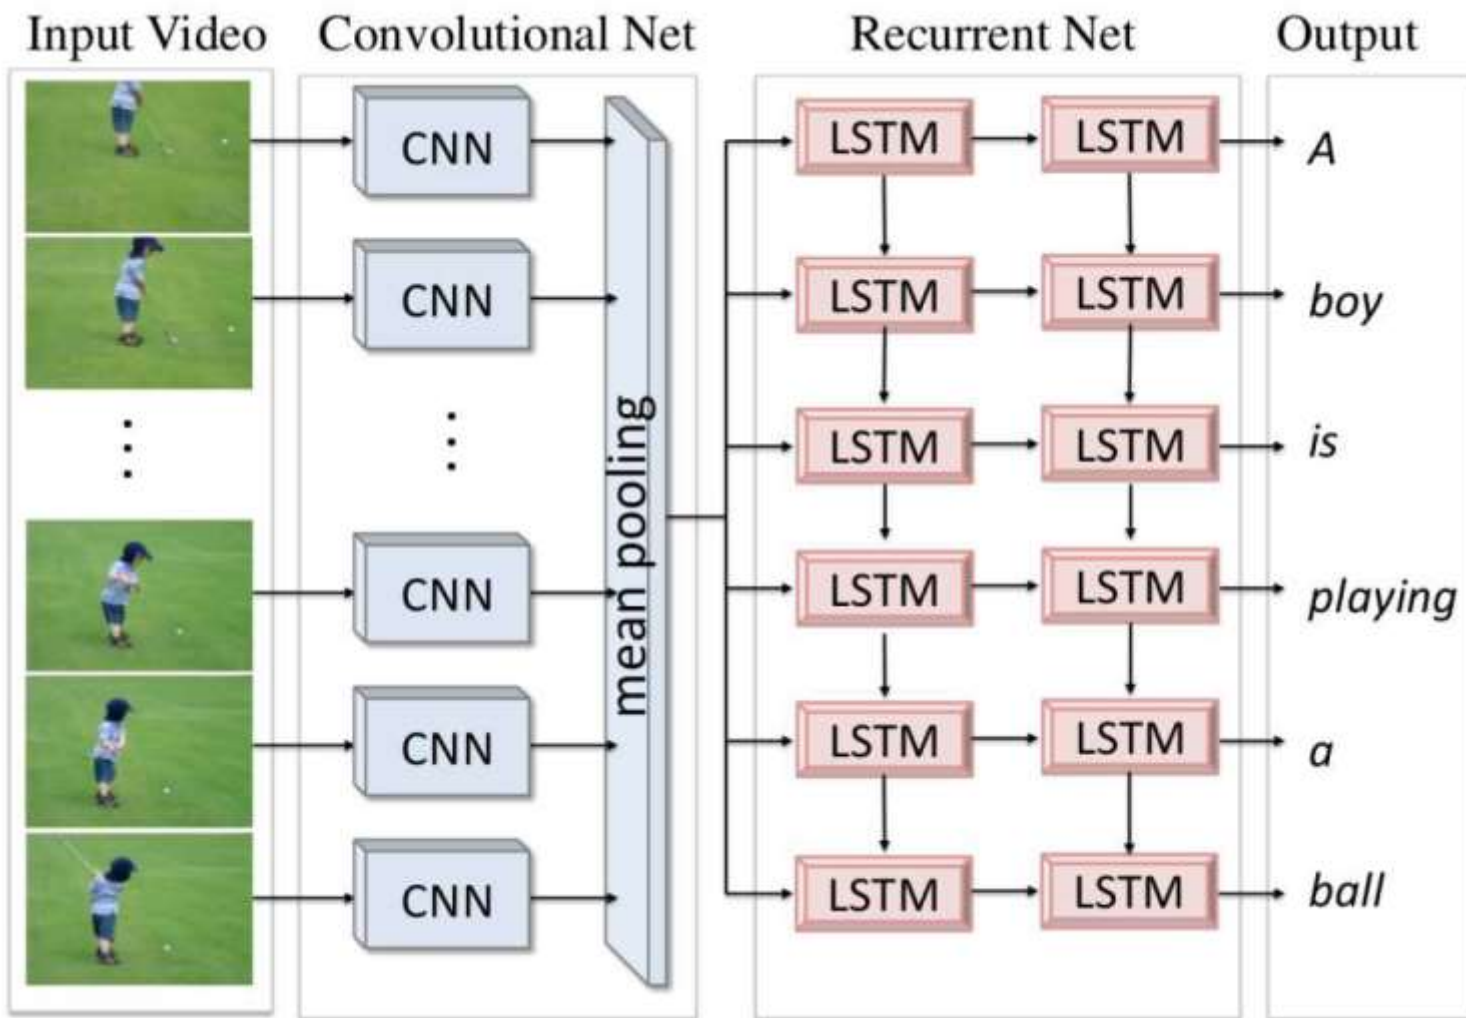 Input Video
Convolutional Net
Recurrent Net
Output
CNN
LSTM
LSTM
A
CNN
LSTM
LSTM
boy
mean pooling
LSTM
LSTM
is
CNN
LSTM
LSTM
playing
CNN
LSTM
LSTM
a
CNN
LSTM
LSTM
ball